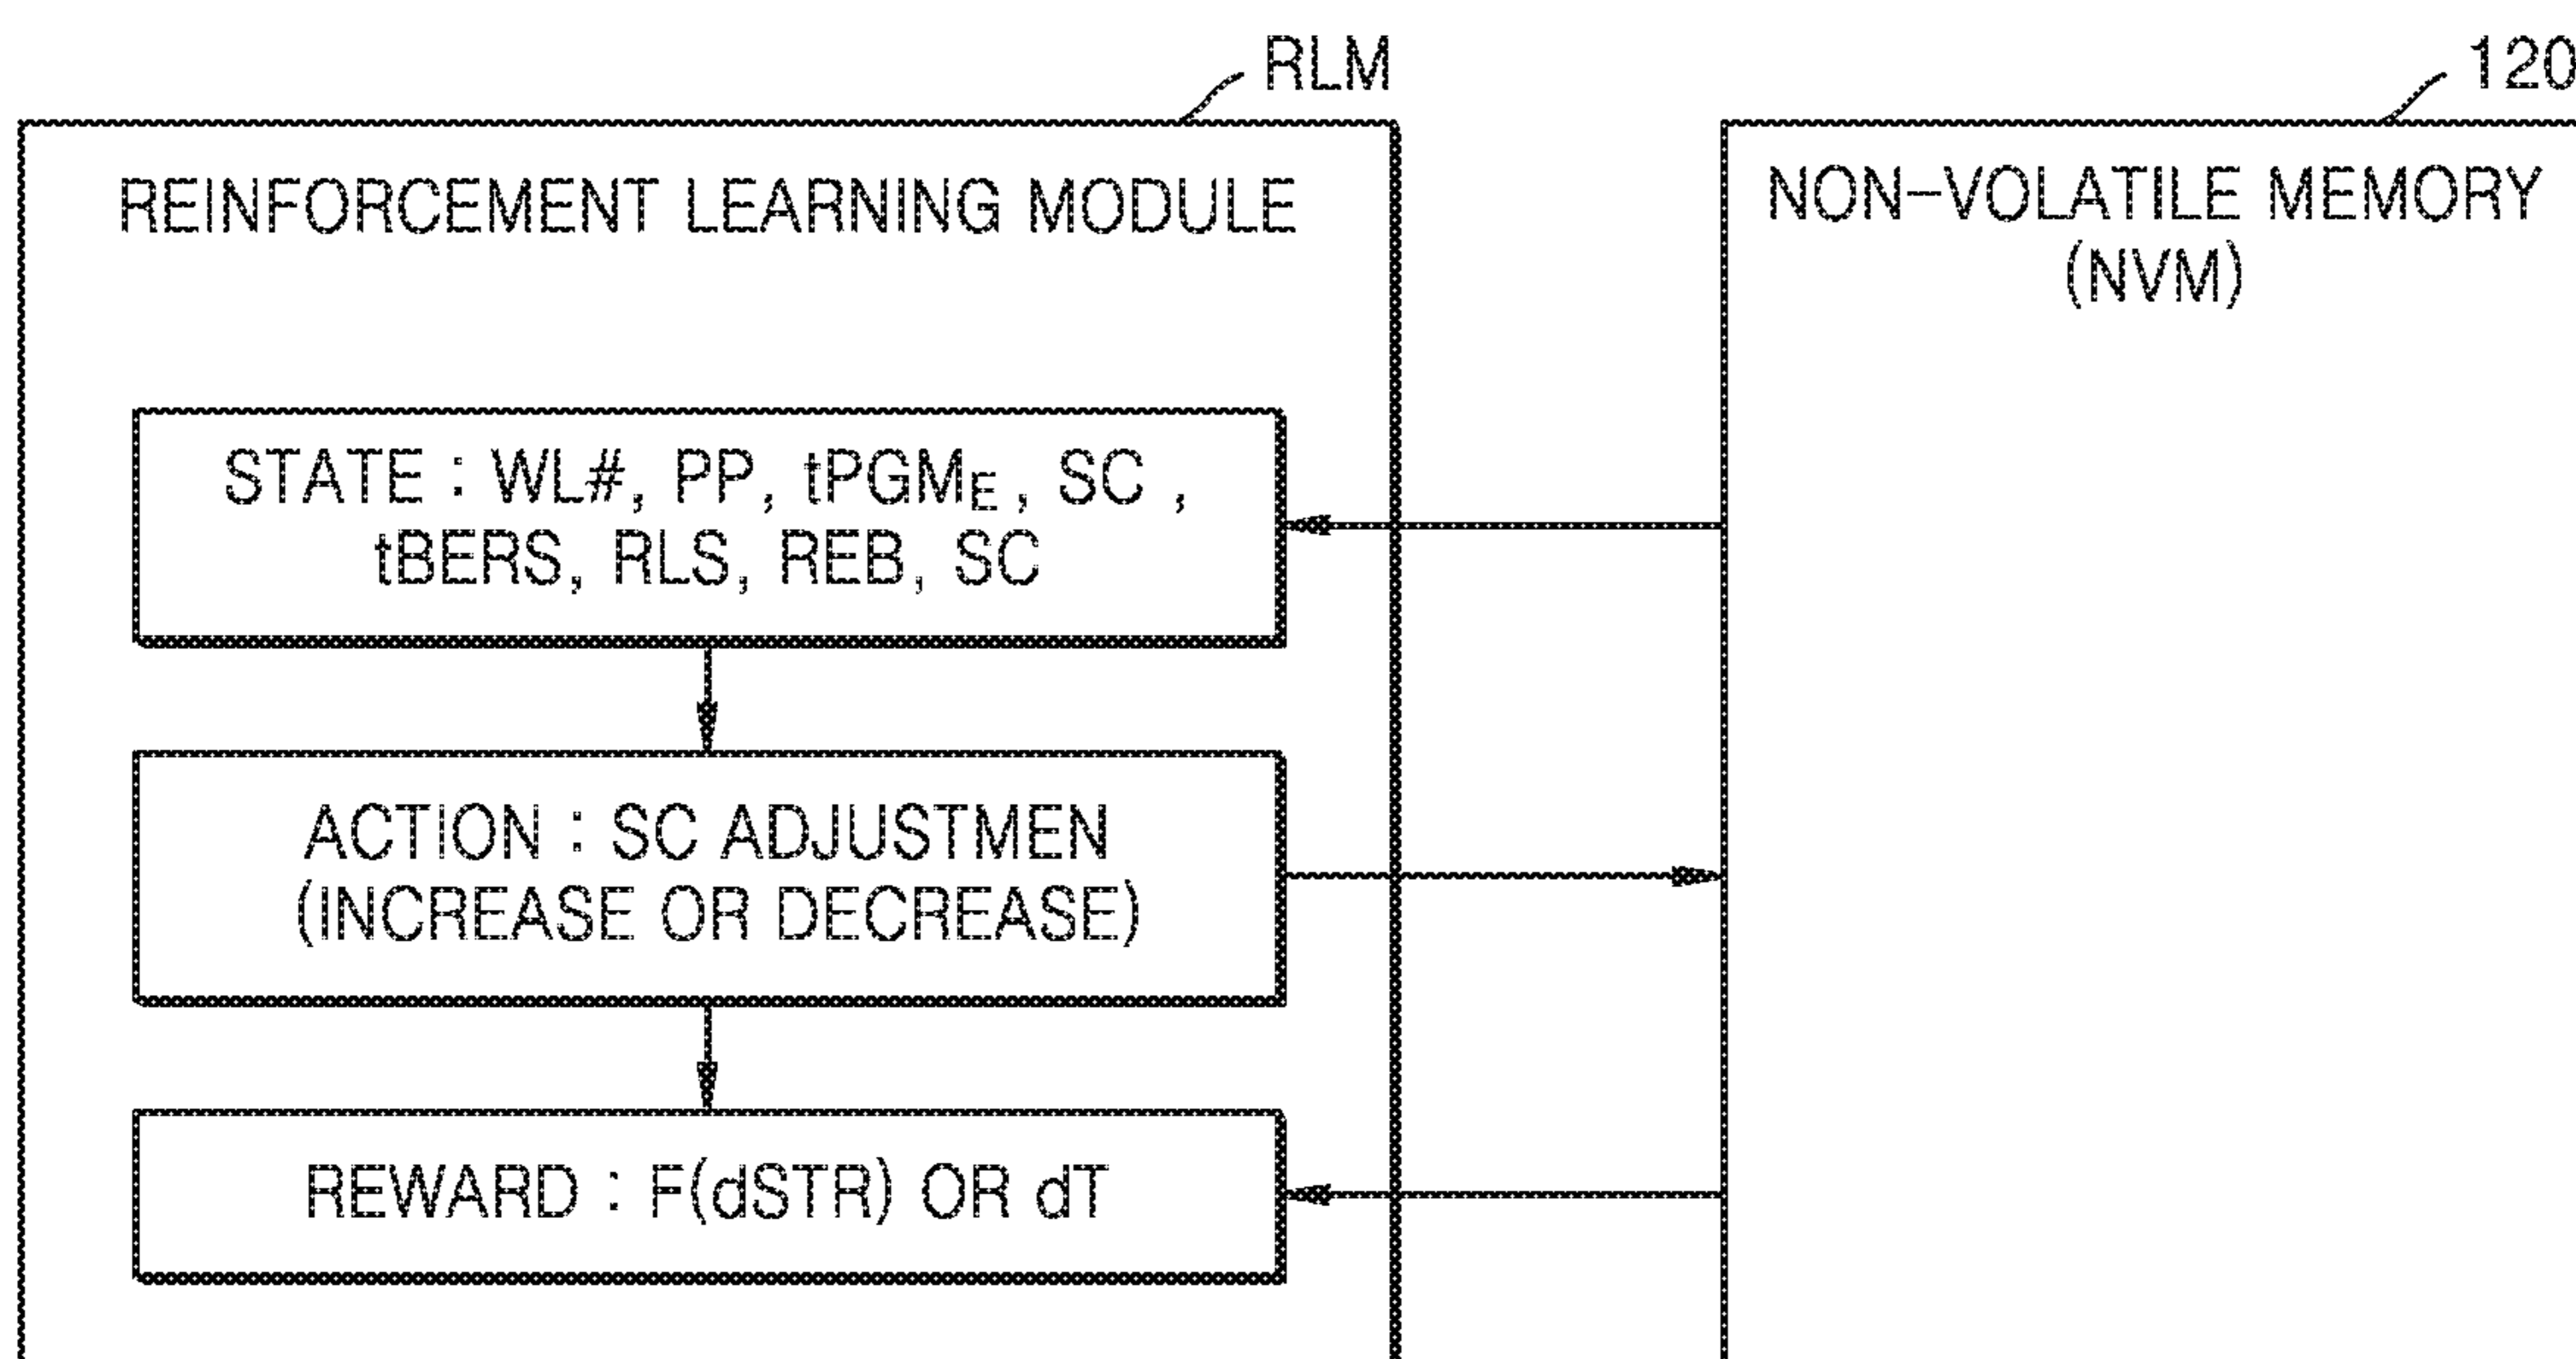 RLM
120
REINFORCEMENT LEARNING MODULE
NON-VOLATILE MEMORY
(NVM)
STATE : WL#, PP, tPGME, SC ,
tBERS, RLS, REB, SC
ACTION : SC ADJUSTMEN
(INCREASE OR DECREASE)
REWARD : F(dSTR) OR dT